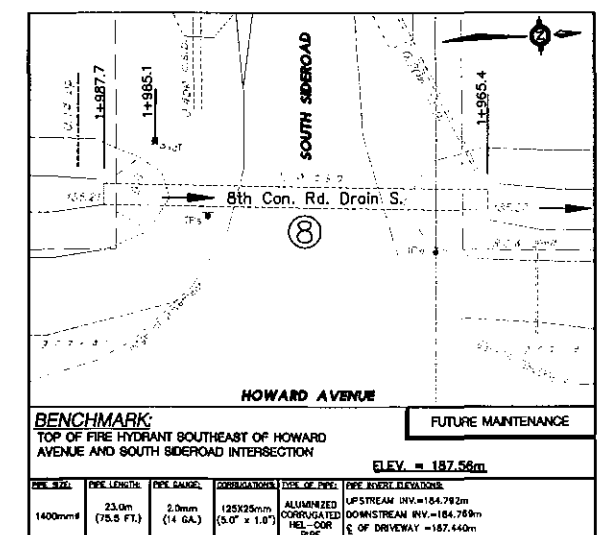 SOUTH SIDEROAD
1+987.7
1+985.1
1+965.4
8th Con. Rd. Drain S.
8
HOWARD AVENUE
BENCHMARK:
TOP OF FIRE HYDRANT SOUTHEAST OF HOWARD
AVENUE AND SOUTH SIDEROAD INTERSECTION
FUTURE MAINTENANCE
ELEV. = 187.56m
PIPE SIZE: PIPE LENGTH: PIPE GAUGE: CORRUGATIONS: TYPE OF PIPE: PIPE INVERT ELEVATIONS:
1400mmø
23.0m
(75.5 FT.)
2.0mm
(14 GA.)
125X25mm
(5.0" x 1.0")
ALUMINIZED
CORRUGATED
HEL-COR
PIPE
UPSTREAM INV.=184.792m
DOWNSTREAM INV.=184.769m
℄ OF DRIVEWAY =187.440m